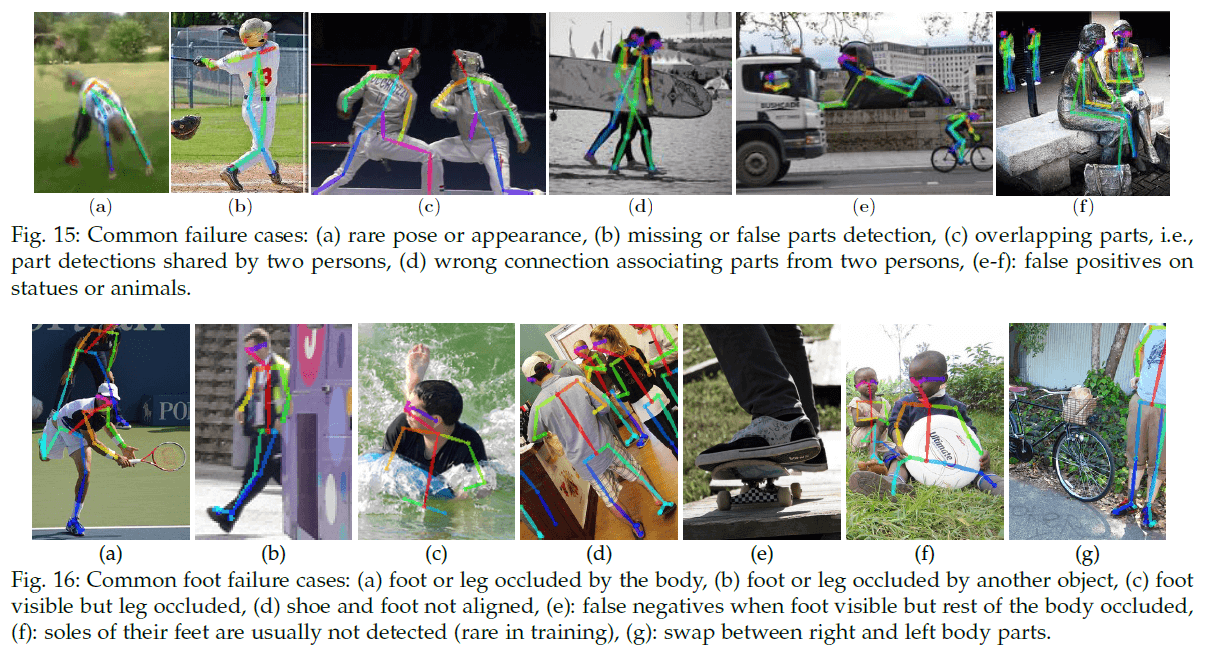 BUSHCADE
(a)
(b)
(c)
(d)
(e)
(f)
Fig. 15: Common failure cases: (a) rare pose or appearance, (b) missing or false parts detection, (c) overlapping parts, i.e.,
part detections shared by two persons, (d) wrong connection associating parts from two persons, (e-f): false positives on
statues or animals.
PO
Ultimate
(a)
(b)
(c)
(d)
(e)
(f)
(g)
Fig. 16: Common foot failure cases: (a) foot or leg occluded by the body, (b) foot or leg occluded by another object, (c) foot
visible but leg occluded, (d) shoe and foot not aligned, (e): false negatives when foot visible but rest of the body occluded,
(f): soles of their feet are usually not detected (rare in training), (g): swap between right and left body parts.